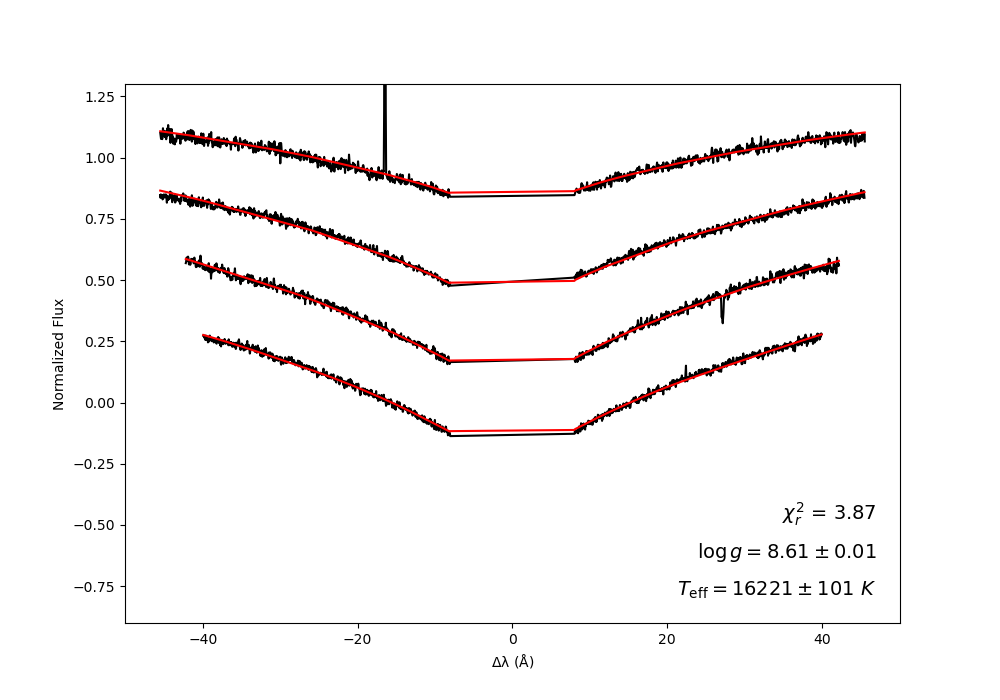 1.25
1.00
0.75
0.50
0.25
0.00
−0.25
−0.50
−0.75
Normalized Flux
χ²ᵣ = 3.87
log g = 8.61 ± 0.01
T_eff = 16221 ± 101 K
−40
−20
0
20
40
Δλ (Å)